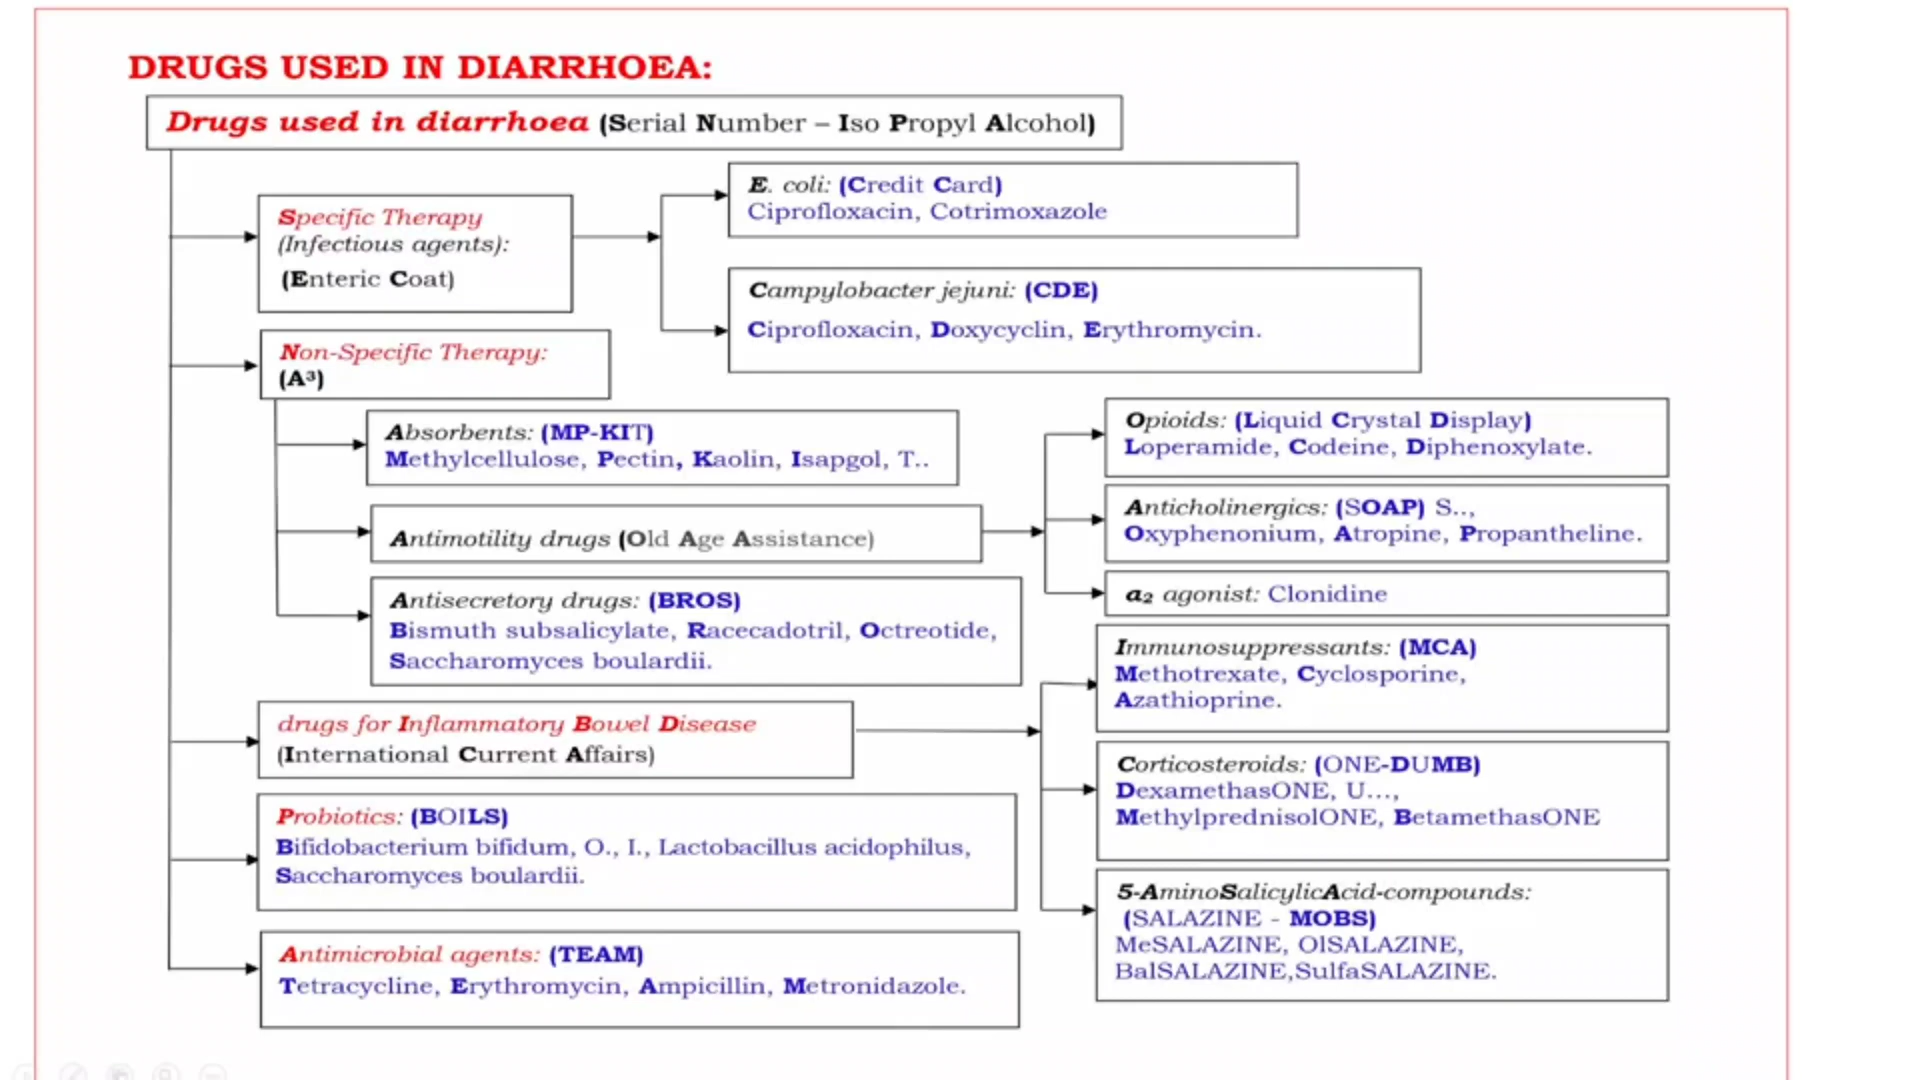 DRUGS USED IN DIARRHOEA:
Drugs used in diarrhoea (Serial Number – Iso Propyl Alcohol)
Specific Therapy
(Infectious agents):
(Enteric Coat)
E. coli: (Credit Card)
Ciprofloxacin, Cotrimoxazole
Campylobacter jejuni: (CDE)
Ciprofloxacin, Doxycyclin, Erythromycin.
Non-Specific Therapy:
(A³)
Absorbents: (MP-KIT)
Methylcellulose, Pectin, Kaolin, Isapgol, T..
Antimotility drugs (Old Age Assistance)
Opioids: (Liquid Crystal Display)
Loperamide, Codeine, Diphenoxylate.
Anticholinergics: (SOAP) S..,
Oxyphenonium, Atropine, Propantheline.
a₂ agonist: Clonidine
Antisecretory drugs: (BROS)
Bismuth subsalicylate, Racecadotril, Octreotide,
Saccharomyces boulardii.
drugs for Inflammatory Bowel Disease
(International Current Affairs)
Immunosuppressants: (MCA)
Methotrexate, Cyclosporine,
Azathioprine.
Corticosteroids: (ONE-DUMB)
DexamethasONE, U...,
MethylprednisolONE, BetamethasONE
5-AminoSalicylicAcid-compounds:
(SALAZINE - MOBS)
MeSALAZINE, OlSALAZINE,
BalSALAZINE,SulfaSALAZINE.
Probiotics: (BOILS)
Bifidobacterium bifidum, O., I., Lactobacillus acidophilus,
Saccharomyces boulardii.
Antimicrobial agents: (TEAM)
Tetracycline, Erythromycin, Ampicillin, Metronidazole.